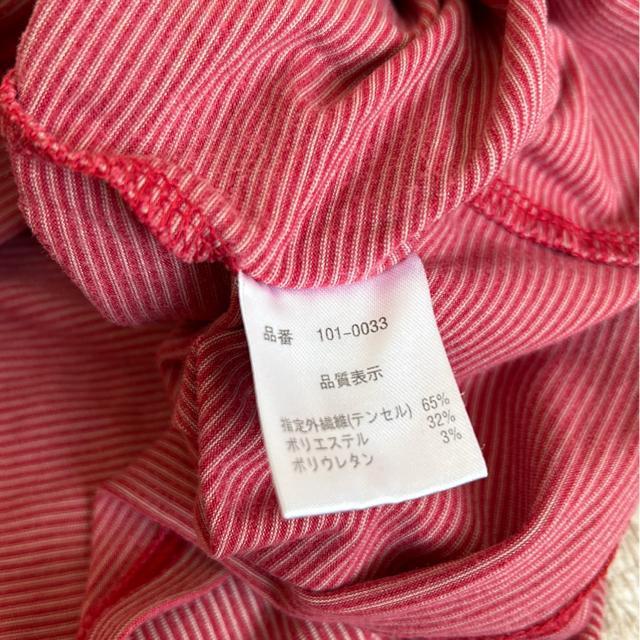 品番 101-0033
品質表示
指定外繊維(テンセル) 65%
ポリエステル 32%
ポリウレタン 3%